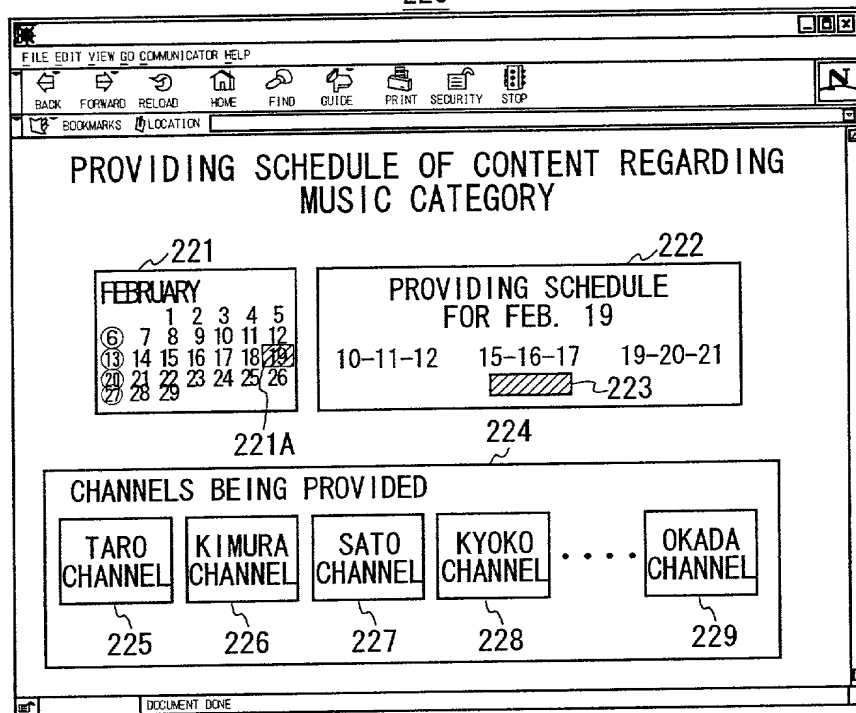 FILE EDIT VIEW GO COMMUNICATOR HELP
BACK FORWARD RELOAD HOME FIND GUIDE PRINT SECURITY STOP
N
BOOKMARKS LOCATION
PROVIDING SCHEDULE OF CONTENT REGARDING
MUSIC CATEGORY
221
222
FEBRUARY
1 2 3 4 5
6 7 8 9 10 11 12
13 14 15 16 17 18 19
20 21 22 23 24 25 26
27 28 29
221A
PROVIDING SCHEDULE
FOR FEB. 19
10-11-12 15-16-17 19-20-21
223
224
CHANNELS BEING PROVIDED
TARO
CHANNEL
KIMURA
CHANNEL
SATO
CHANNEL
KYOKO
CHANNEL
....
OKADA
CHANNEL
225 226 227 228 229
DOCUMENT DONE